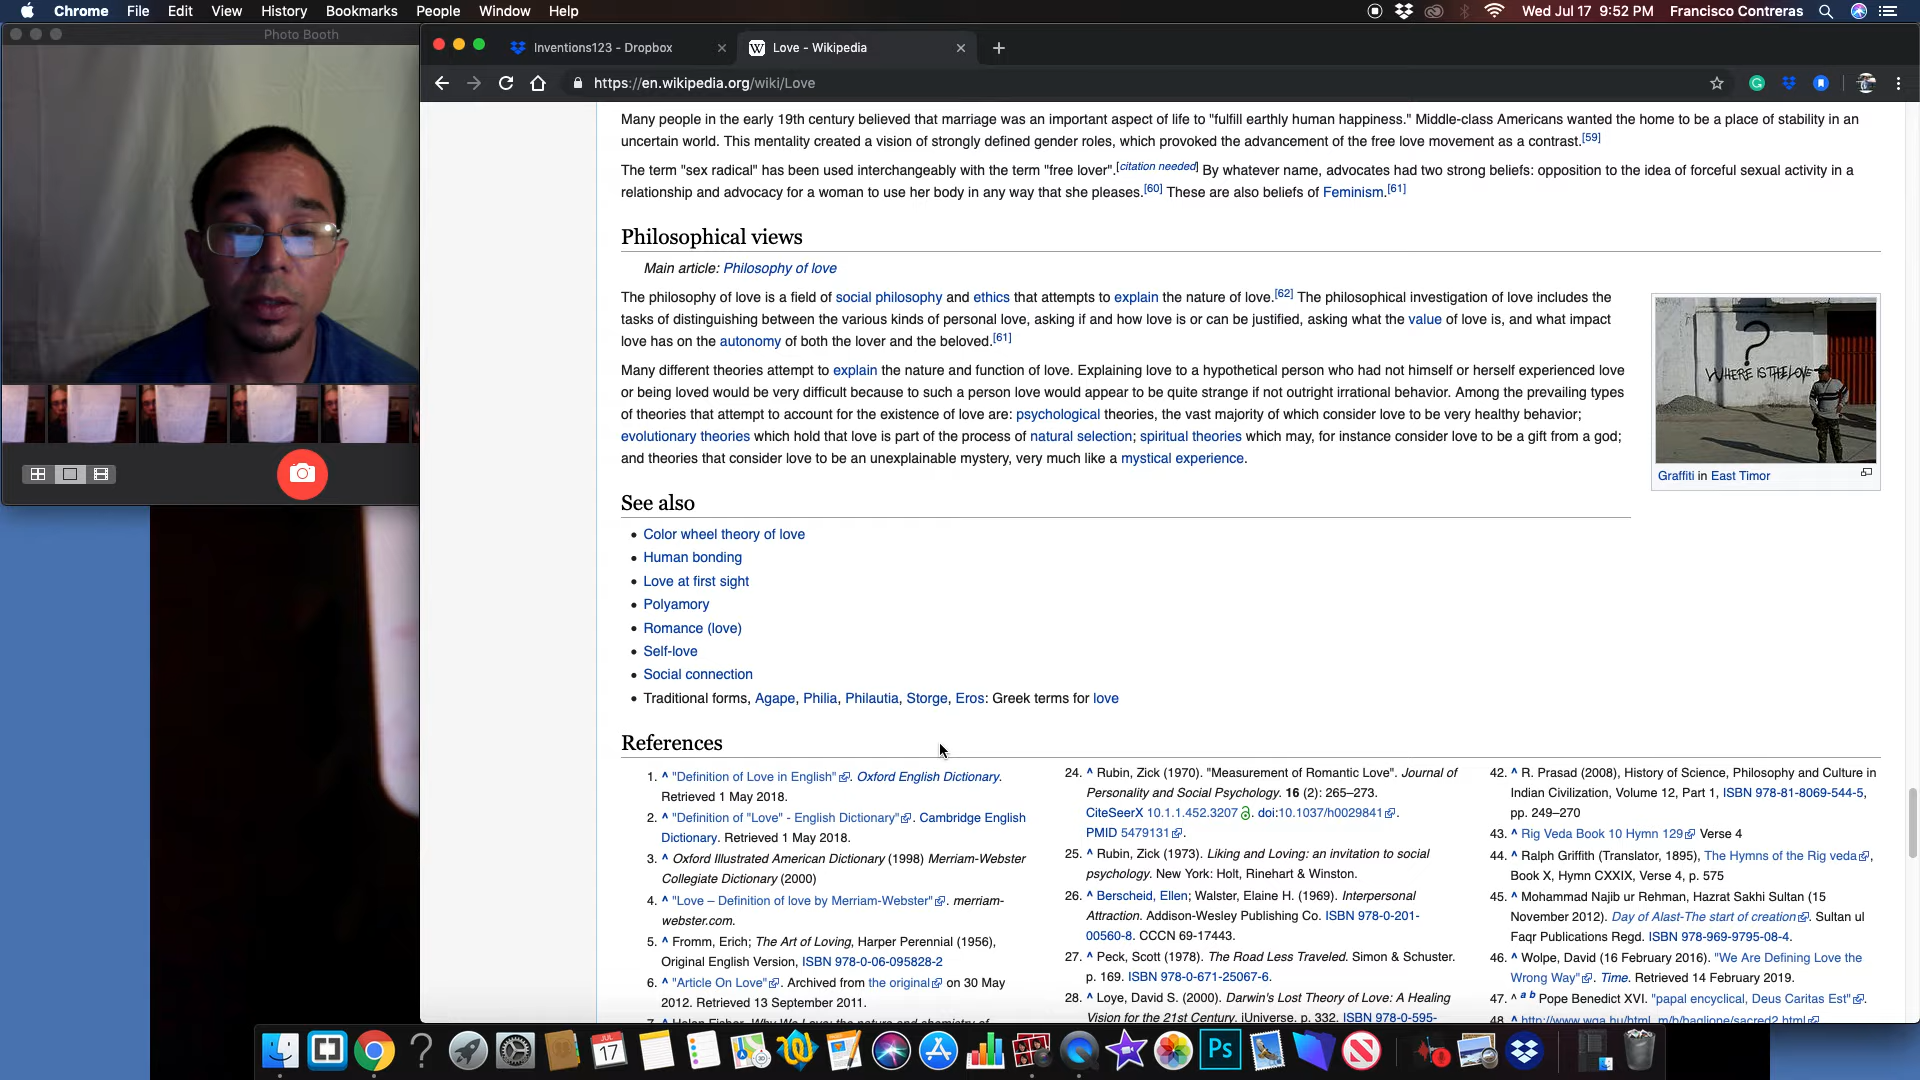 Chrome File Edit View History Bookmarks People Window Help Wed Jul 17 9:52 PM Francisco Contreras
Photo Booth
Inventions123 - Dropbox Love - Wikipedia
https://en.wikipedia.org/wiki/Love
Many people in the early 19th century believed that marriage was an important aspect of life to "fulfill earthly human happiness." Middle-class Americans wanted the home to be a place of stability in an
uncertain world. This mentality created a vision of strongly defined gender roles, which provoked the advancement of the free love movement as a contrast.[59]
The term "sex radical" has been used interchangeably with the term "free lover".[citation needed] By whatever name, advocates had two strong beliefs: opposition to the idea of forceful sexual activity in a
relationship and advocacy for a woman to use her body in any way that she pleases.[60] These are also beliefs of Feminism.[61]
Philosophical views
Main article: Philosophy of love
The philosophy of love is a field of social philosophy and ethics that attempts to explain the nature of love.[62] The philosophical investigation of love includes the
tasks of distinguishing between the various kinds of personal love, asking if and how love is or can be justified, asking what the value of love is, and what impact
love has on the autonomy of both the lover and the beloved.[61]
Many different theories attempt to explain the nature and function of love. Explaining love to a hypothetical person who had not himself or herself experienced love
or being loved would be very difficult because to such a person love would appear to be quite strange if not outright irrational behavior. Among the prevailing types
of theories that attempt to account for the existence of love are: psychological theories, the vast majority of which consider love to be very healthy behavior;
evolutionary theories which hold that love is part of the process of natural selection; spiritual theories which may, for instance consider love to be a gift from a god;
and theories that consider love to be an unexplainable mystery, very much like a mystical experience.
?
WHERE IS THE LOVE
Graffiti in East Timor
See also
• Color wheel theory of love
• Human bonding
• Love at first sight
• Polyamory
• Romance (love)
• Self-love
• Social connection
• Traditional forms, Agape, Philia, Philautia, Storge, Eros: Greek terms for love
References
1. ^ "Definition of Love in English". Oxford English Dictionary.
Retrieved 1 May 2018.
2. ^ "Definition of "Love" - English Dictionary". Cambridge English
Dictionary. Retrieved 1 May 2018.
3. ^ Oxford Illustrated American Dictionary (1998) Merriam-Webster
Collegiate Dictionary (2000)
4. ^ "Love – Definition of love by Merriam-Webster". merriam-
webster.com.
5. ^ Fromm, Erich; The Art of Loving, Harper Perennial (1956),
Original English Version, ISBN 978-0-06-095828-2
6. ^ "Article On Love". Archived from the original on 30 May
2012. Retrieved 13 September 2011.
7. ^ Helen Fisher. Why We Love: the nature and chemistry of
24. ^ Rubin, Zick (1970). "Measurement of Romantic Love". Journal of
Personality and Social Psychology. 16 (2): 265–273.
CiteSeerX 10.1.1.452.3207. doi:10.1037/h0029841.
PMID 5479131.
25. ^ Rubin, Zick (1973). Liking and Loving: an invitation to social
psychology. New York: Holt, Rinehart & Winston.
26. ^ Berscheid, Ellen; Walster, Elaine H. (1969). Interpersonal
Attraction. Addison-Wesley Publishing Co. ISBN 978-0-201-
00560-8. CCCN 69-17443.
27. ^ Peck, Scott (1978). The Road Less Traveled. Simon & Schuster.
p. 169. ISBN 978-0-671-25067-6.
28. ^ Loye, David S. (2000). Darwin's Lost Theory of Love: A Healing
Vision for the 21st Century. iUniverse. p. 332. ISBN 978-0-595-
42. ^ R. Prasad (2008), History of Science, Philosophy and Culture in
Indian Civilization, Volume 12, Part 1, ISBN 978-81-8069-544-5,
pp. 249–270
43. ^ Rig Veda Book 10 Hymn 129 Verse 4
44. ^ Ralph Griffith (Translator, 1895), The Hymns of the Rig veda,
Book X, Hymn CXXIX, Verse 4, p. 575
45. ^ Mohammad Najib ur Rehman, Hazrat Sakhi Sultan (15
November 2012). Day of Alast-The start of creation. Sultan ul
Faqr Publications Regd. ISBN 978-969-9795-08-4.
46. ^ Wolpe, David (16 February 2016). "We Are Defining Love the
Wrong Way". Time. Retrieved 14 February 2019.
47. ^ a b Pope Benedict XVI. "papal encyclical, Deus Caritas Est".
48. ^ http://www.wga.hu/html_m/b/baglione/sacred2.html
JUL
17
Ps